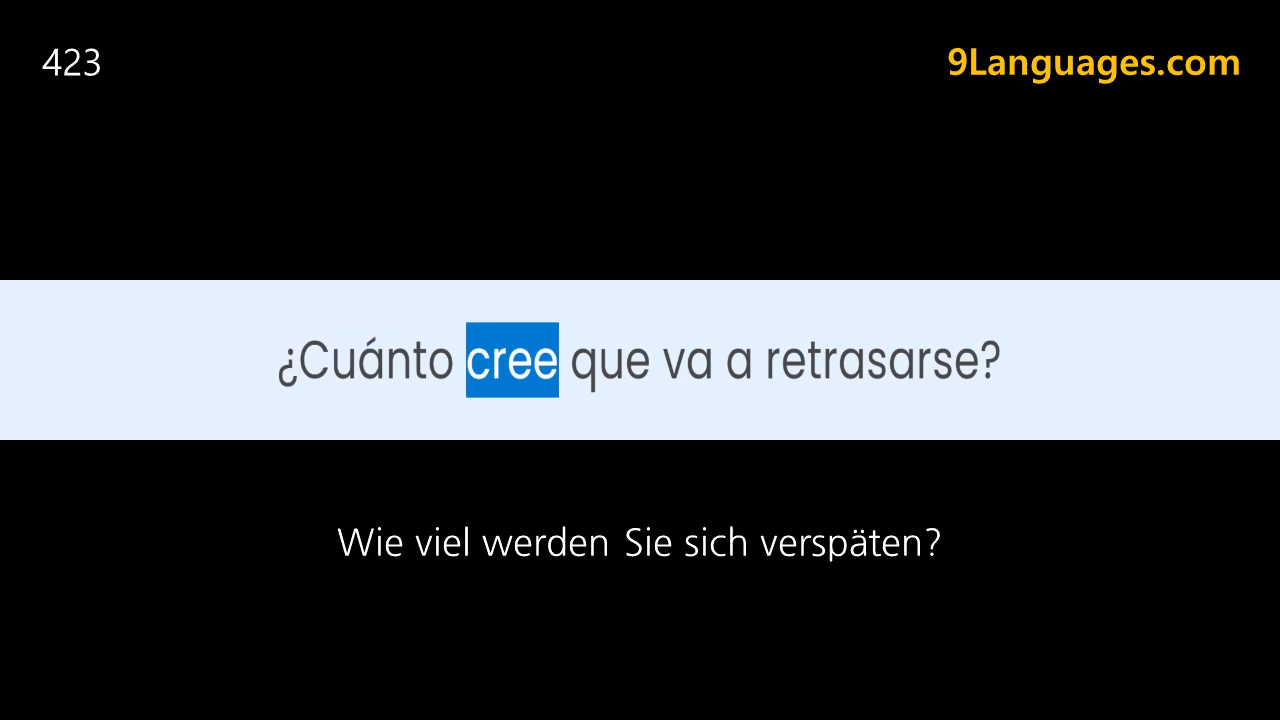 423
9Languages.com
¿Cuánto cree que va a retrasarse?
Wie viel werden Sie sich verspäten?